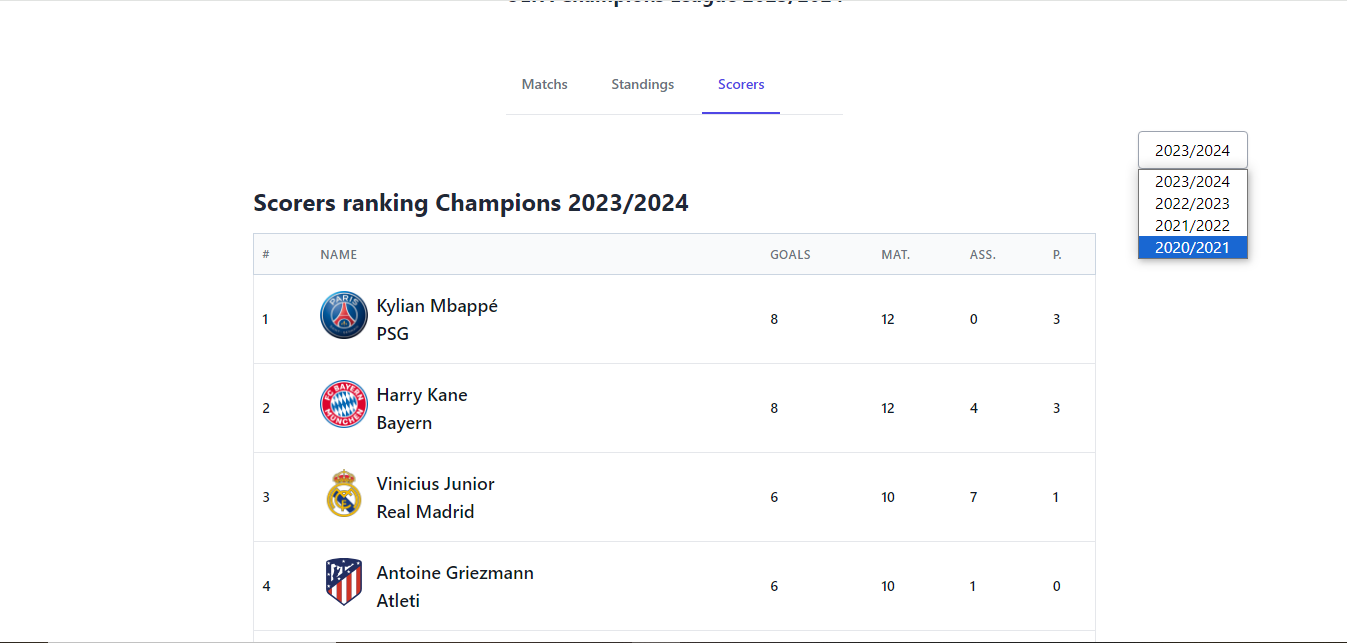 Matchs Standings Scorers
2023/2024
2023/2024
2022/2023
2021/2022
2020/2021
Scorers ranking Champions 2023/2024
# NAME GOALS MAT. ASS. P.
1 Kylian Mbappé 8 12 0 3
PSG
2 Harry Kane 8 12 4 3
Bayern
3 Vinicius Junior 6 10 7 1
Real Madrid
4 Antoine Griezmann 6 10 1 0
Atleti